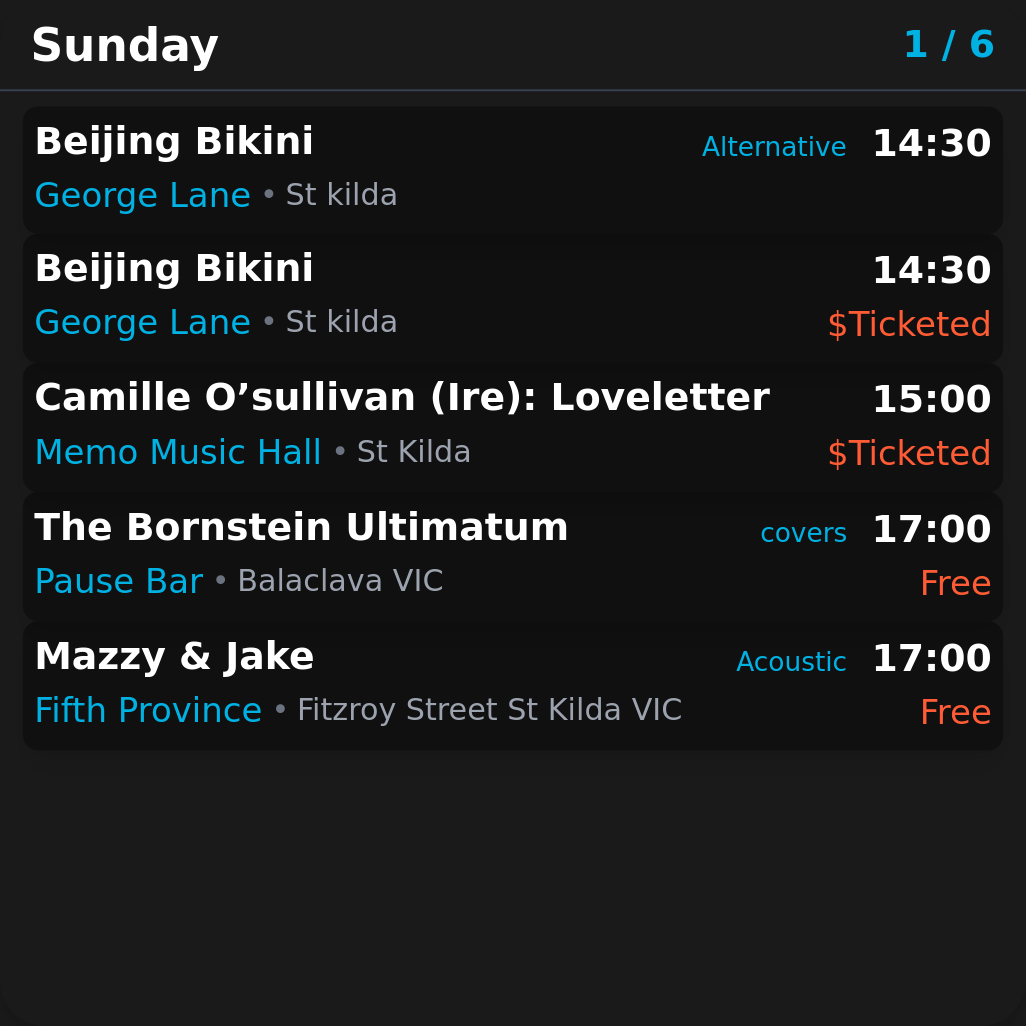 Sunday 1 / 6
Beijing Bikini Alternative 14:30
George Lane • St kilda
Beijing Bikini 14:30
George Lane • St kilda $Ticketed
Camille O’sullivan (Ire): Loveletter 15:00
Memo Music Hall • St Kilda $Ticketed
The Bornstein Ultimatum covers 17:00
Pause Bar • Balaclava VIC Free
Mazzy & Jake Acoustic 17:00
Fifth Province • Fitzroy Street St Kilda VIC Free